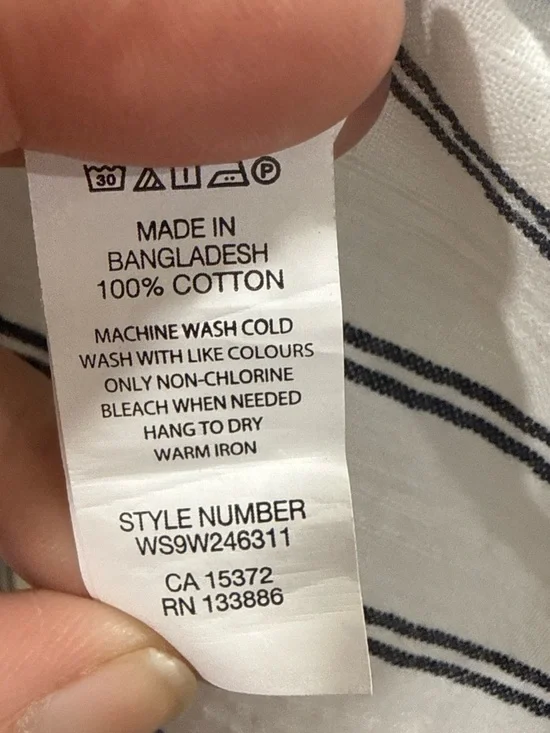 30 P
MADE IN
BANGLADESH
100% COTTON
MACHINE WASH COLD
WASH WITH LIKE COLOURS
ONLY NON-CHLORINE
BLEACH WHEN NEEDED
HANG TO DRY
WARM IRON
STYLE NUMBER
WS9W246311
CA 15372
RN 133886